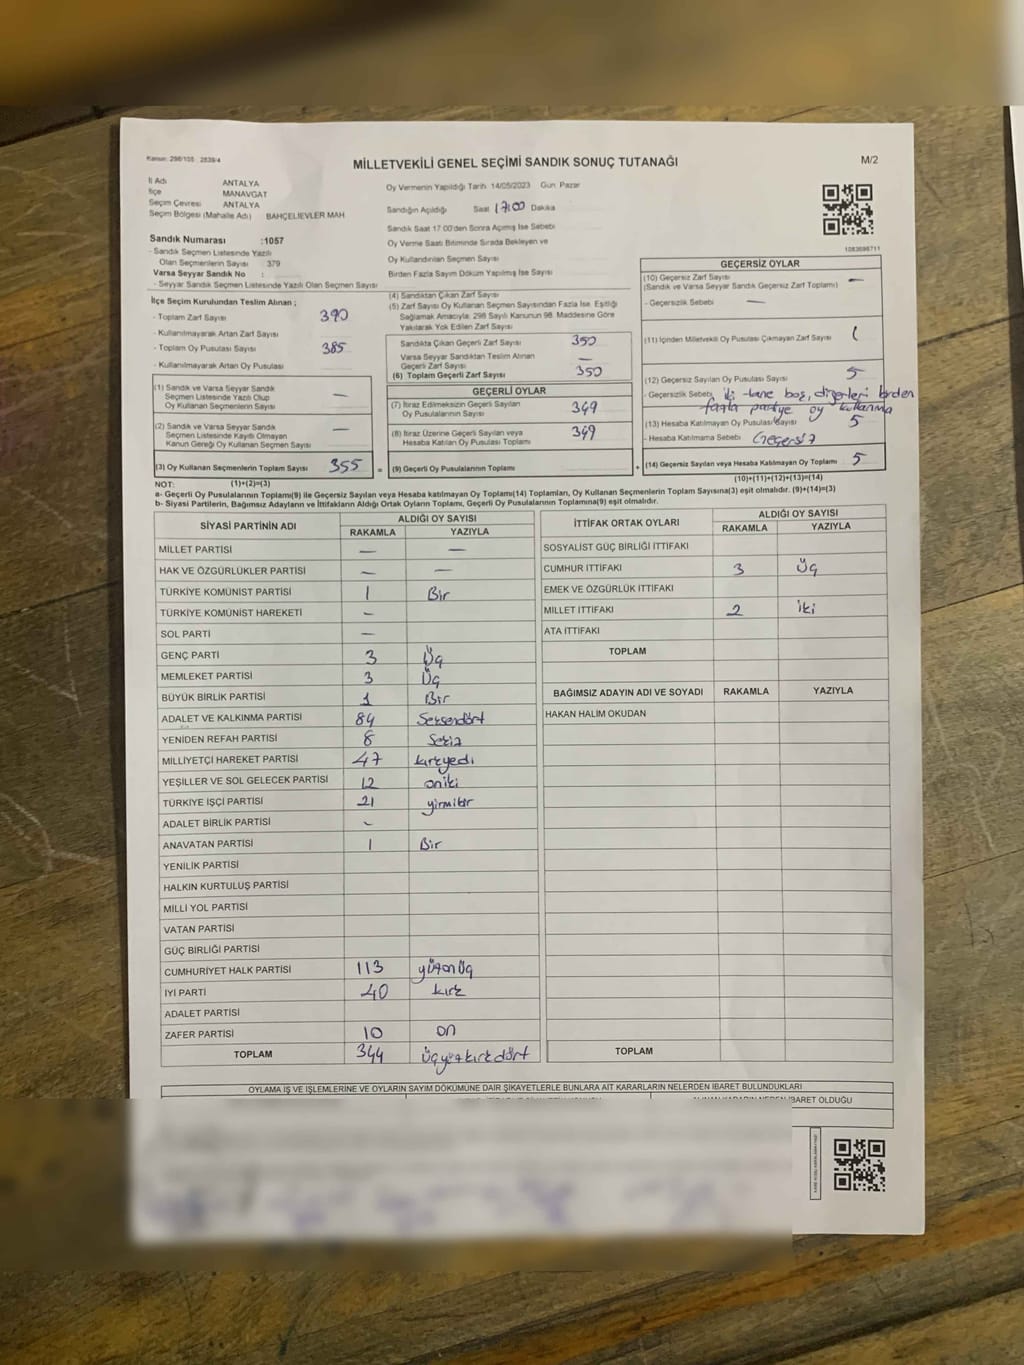 Kanun: 298/105 2839/4
MİLLETVEKİLİ GENEL SEÇİMİ SANDIK SONUÇ TUTANAĞI
M/2
İl Adı ANTALYA
İlçe MANAVGAT
Seçim Çevresi ANTALYA
Seçim Bölgesi (Mahalle Adı) BAHÇELİEVLER MAH
Sandık Numarası :1057
- Sandık Seçmen Listesinde Yazılı
Olan Seçmenlerin Sayısı 379
Varsa Seyyar Sandık No :
- Seyyar Sandık Seçmen Listesinde Yazılı Olan Seçmen Sayısı
Oy Vermenin Yapıldığı Tarih 14/05/2023 Gün Pazar
Sandığın Açıldığı Saat 17:00 Dakika
Sandık Saat 17.00'den Sonra Açımış İse Sebebi
Oy Verme Saati Bitiminde Sırada Bekleyen ve
Oy Kullandırılan Seçmen Sayısı
Birden Fazla Sayım Döküm Yapılmış İse Sayısı
1083698711
İlçe Seçim Kurulundan Teslim Alınan ;
- Toplam Zarf Sayısı 390
- Kullanılmayarak Artan Zarf Sayısı
- Toplam Oy Pusulası Sayısı 385
- Kullanılmayarak Artan Oy Pusulası
(1) Sandık ve Varsa Seyyar Sandık
Seçmen Listesinde Yazılı Olup
Oy Kullanan Seçmenlerin Sayısı —
(2) Sandık ve Varsa Seyyar Sandık
Seçmen Listesinde Kayıtlı Olmayan
Kanun Gereği Oy Kullanan Seçmen Sayısı —
(3) Oy Kullanan Seçmenlerin Toplam Sayısı 355 =
(1)+(2)=(3)
(4) Sandıktan Çıkan Zarf Sayısı
(5) Zarf Sayısı Oy Kullanan Seçmen Sayısından Fazla İse, Eşitliği
Sağlamak Amacıyla, 298 Sayılı Kanunun 98. Maddesine Göre
Yakılarak Yok Edilen Zarf Sayısı
Sandıkta Çıkan Geçerli Zarf Sayısı 350
Varsa Seyyar Sandıktan Teslim Alınan
Geçerli Zarf Sayısı —
(6) Toplam Geçerli Zarf Sayısı 350
GEÇERLİ OYLAR
(7) İtiraz Edilmeksizin Geçerli Sayılan
Oy Pusulalarının Sayısı 349
(8) İtiraz Üzerine Geçerli Sayılan veya
Hesaba Katılan Oy Pusulası Toplamı 349
(9) Geçerli Oy Pusulalarının Toplamı +
GEÇERSİZ OYLAR
(10) Geçersiz Zarf Sayısı
(Sandık ve Varsa Seyyar Sandık Geçersiz Zarf Toplamı) —
- Geçersizlik Sebebi —
(11) İçinden Milletvekili Oy Pusulası Çıkmayan Zarf Sayısı
(12) Geçersiz Sayılan Oy Pusulası Sayısı 5
- Geçersizlik Sebebi iki tane boş, diğerleri birden
fazla partiye oy kullanma
(13) Hesaba Katılmayan Oy Pusulası Sayısı 5
- Hesaba Katılmama Sebebi Geçersiz
(14) Geçersiz Sayılan veya Hesaba Katılmayan Oy Toplamı 5
(10)+(11)+(12)+(13)=(14)
NOT:
a- Geçerli Oy Pusulalarının Toplamı(9) ile Geçersiz Sayılan veya Hesaba katılmayan Oy Toplamı(14) Toplamları, Oy Kullanan Seçmenlerin Toplam Sayısına(3) eşit olmalıdır. (9)+(14)=(3)
b- Siyasi Partilerin, Bağımsız Adayların ve İttifakların Aldığı Ortak Oyların Toplamı, Geçerli Oy Pusulalarının Toplamına(9) eşit olmalıdır.
SİYASİ PARTİNİN ADI ALDIĞI OY SAYISI
RAKAMLA YAZIYLA
MİLLET PARTİSİ — —
HAK VE ÖZGÜRLÜKLER PARTİSİ — —
TÜRKİYE KOMÜNİST PARTİSİ 1 Bir
TÜRKİYE KOMÜNİST HAREKETİ –
SOL PARTİ —
GENÇ PARTİ 3 Üç
MEMLEKET PARTİSİ 3 Üç
BÜYÜK BİRLİK PARTİSİ 1 Bir
ADALET VE KALKINMA PARTİSİ 84 Seksendört
YENİDEN REFAH PARTİSİ 8 Sekiz
MİLLİYETÇİ HAREKET PARTİSİ 47 kırkyedi
YEŞİLLER VE SOL GELECEK PARTİSİ 12 oniki
TÜRKİYE İŞÇİ PARTİSİ 21 yirmibir
ADALET BİRLİK PARTİSİ –
ANAVATAN PARTİSİ 1 Bir
YENİLİK PARTİSİ
HALKIN KURTULUŞ PARTİSİ
MİLLİ YOL PARTİSİ
VATAN PARTİSİ
GÜÇ BİRLİĞİ PARTİSİ
CUMHURİYET HALK PARTİSİ 113 yüzonüç
İYİ PARTİ 40 kırk
ADALET PARTİSİ
ZAFER PARTİSİ 10 on
TOPLAM 344 üçyüzkırkdört
İTTİFAK ORTAK OYLARI ALDIĞI OY SAYISI
RAKAMLA YAZIYLA
SOSYALİST GÜÇ BİRLİĞİ İTTİFAKI
CUMHUR İTTİFAKI 3 Üç
EMEK VE ÖZGÜRLÜK İTTİFAKI
MİLLET İTTİFAKI 2 iki
ATA İTTİFAKI
TOPLAM
BAĞIMSIZ ADAYIN ADI VE SOYADI RAKAMLA YAZIYLA
HAKAN HALİM OKUDAN
TOPLAM
OYLAMA İŞ VE İŞLEMLERİNE VE OYLARIN SAYIM DÖKÜMÜNE DAİR ŞİKAYETLERLE BUNLARA AİT KARARLARIN NELERDEN İBARET BULUNDUKLARI
İBARET OLDUĞU